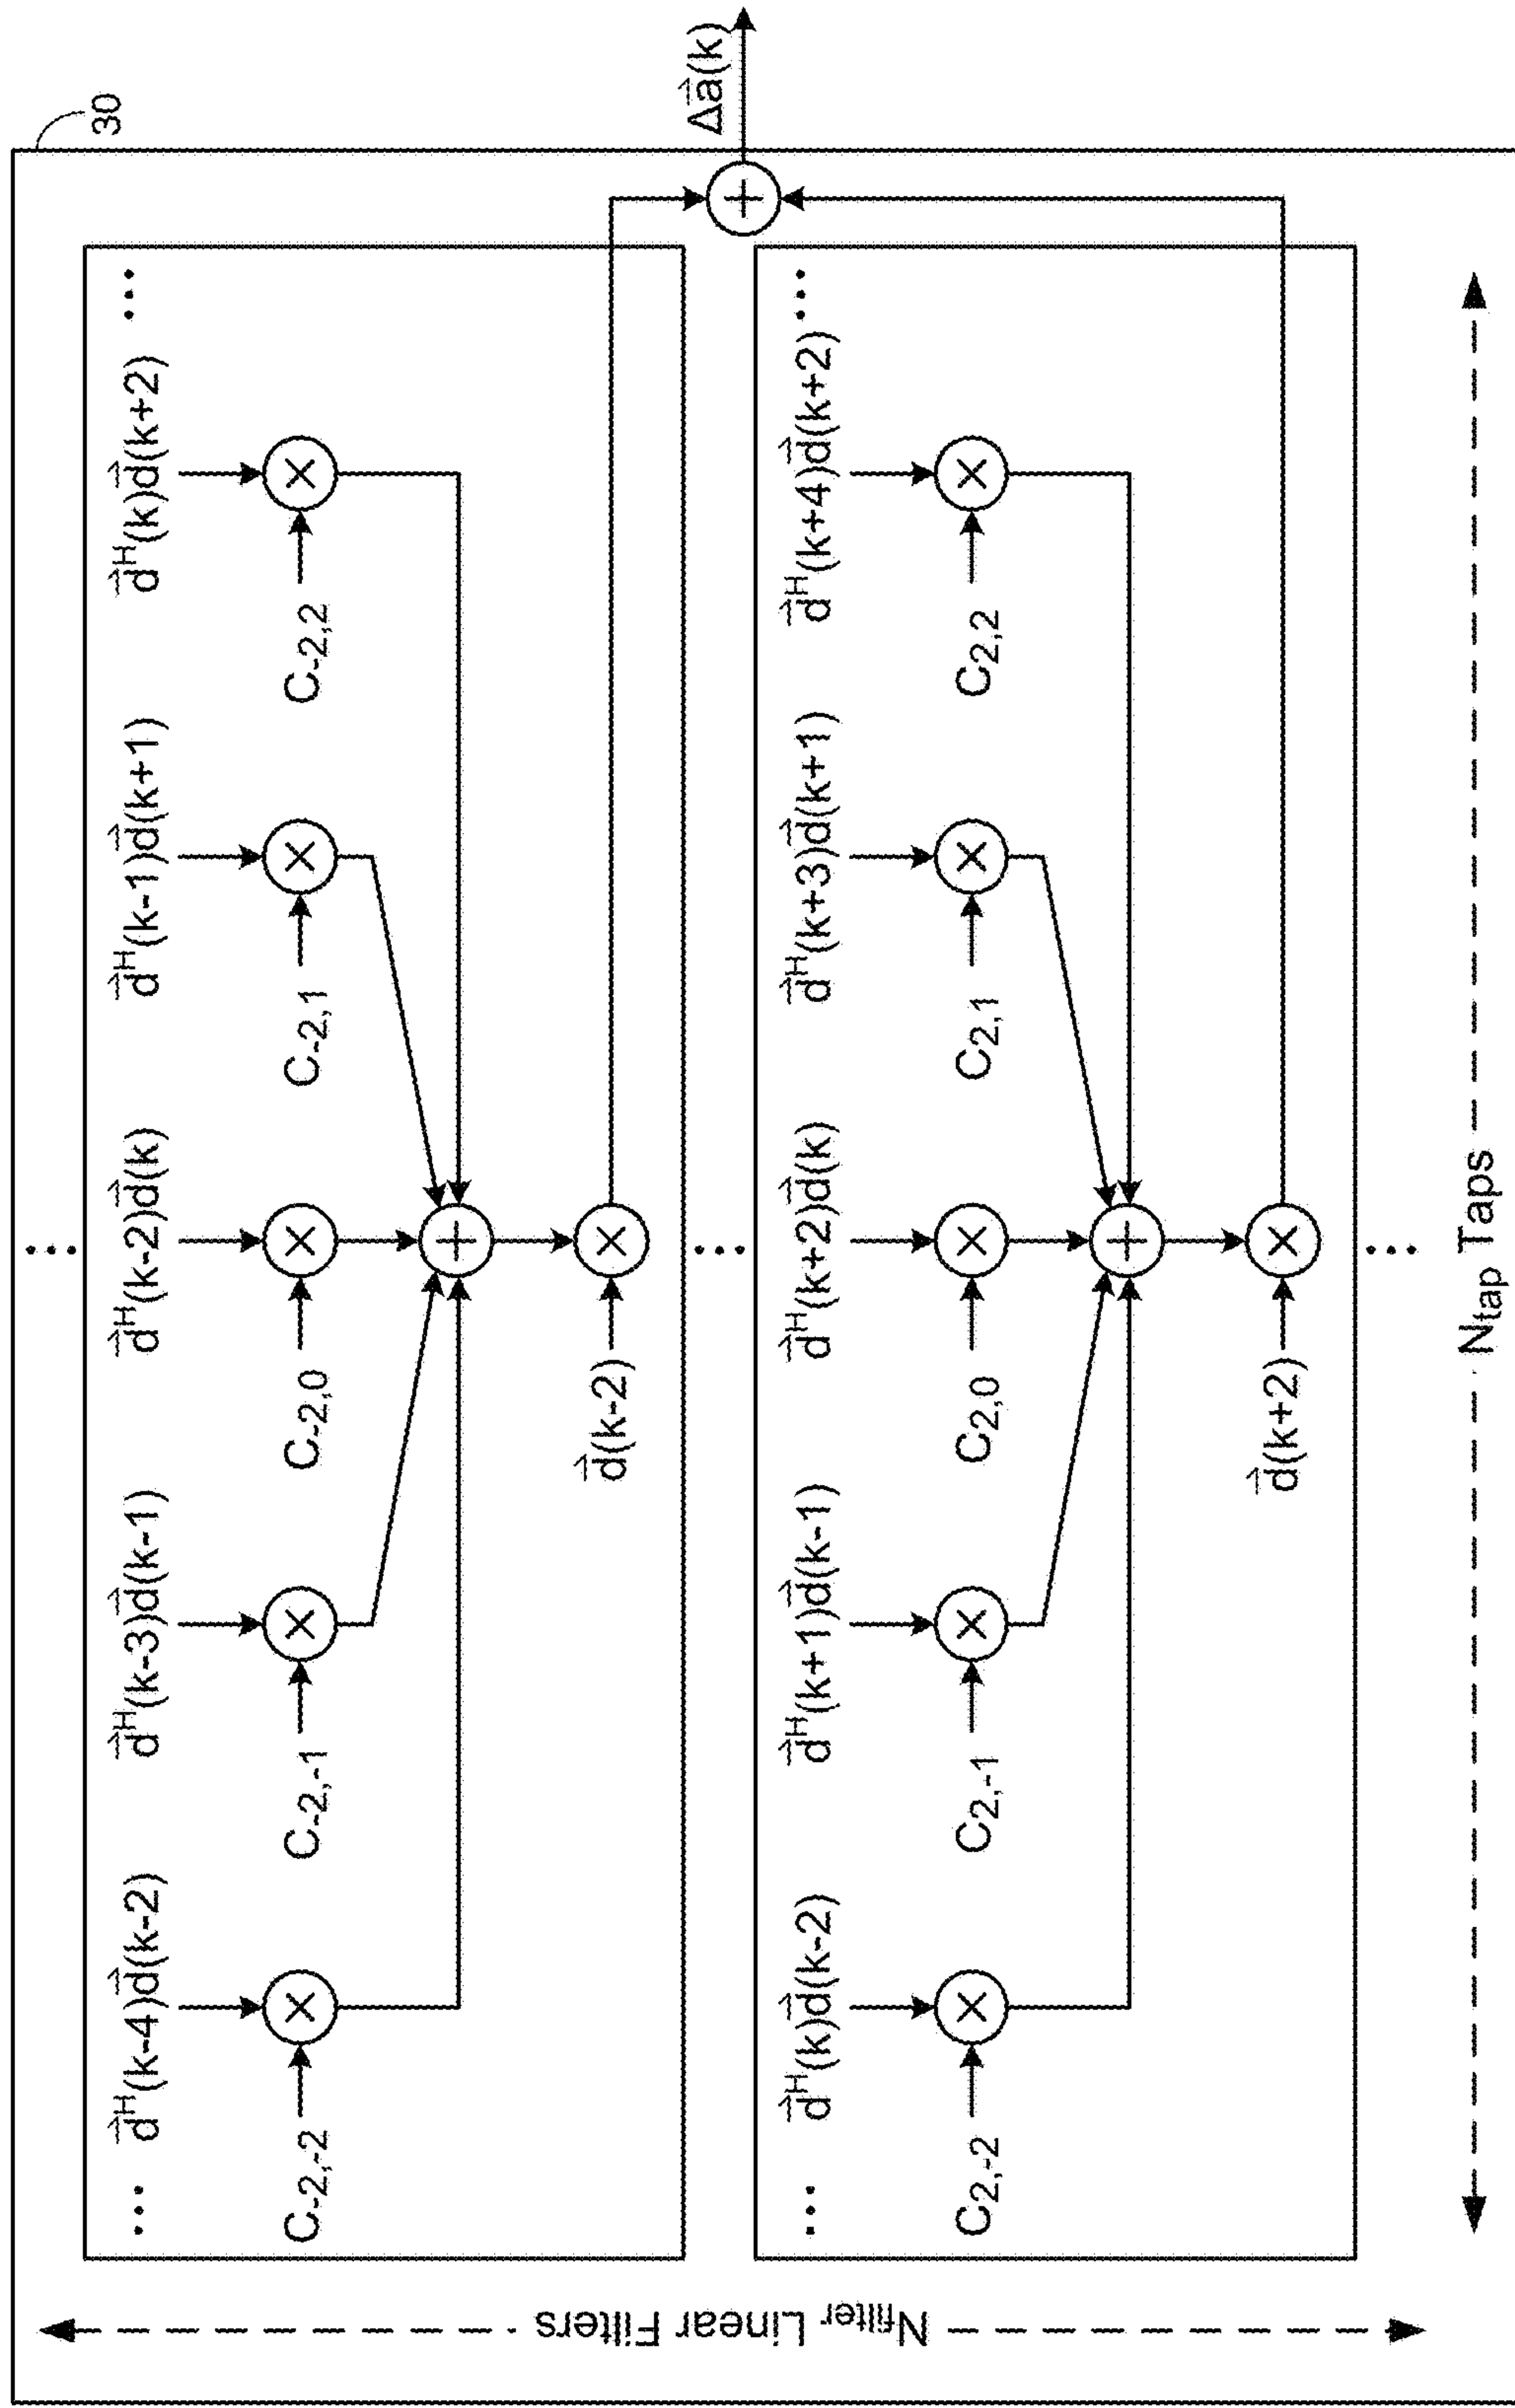 30
...
... d⃗ᴴ(k-4)d⃗(k-2) d⃗ᴴ(k-3)d⃗(k-1) d⃗ᴴ(k-2)d⃗(k) d⃗ᴴ(k-1)d⃗(k+1) d⃗ᴴ(k)d⃗(k+2) ...
C-2,-2 C-2,-1 C-2,0 C-2,1 C-2,2
× × × × ×
+
d⃗(k-2) ×
...
+ Δa⃗(k)
... d⃗ᴴ(k)d⃗(k-2) d⃗ᴴ(k+1)d⃗(k-1) d⃗ᴴ(k+2)d⃗(k) d⃗ᴴ(k+3)d⃗(k+1) d⃗ᴴ(k+4)d⃗(k+2) ...
C2,-2 C2,-1 C2,0 C2,1 C2,2
× × × × ×
+
d⃗(k+2) ×
...
Nfilter Linear Filters
Ntap Taps